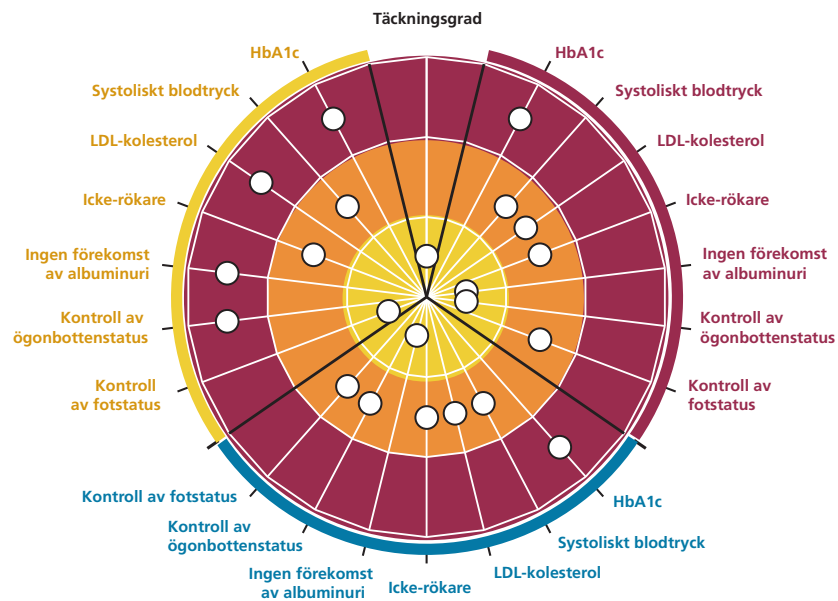 Täckningsgrad
HbA1c
Systoliskt blodtryck
LDL-kolesterol
Icke-rökare
Ingen förekomst
av albuminuri
Kontroll av
ögonbottenstatus
Kontroll av
fotstatus
HbA1c
Systoliskt blodtryck
LDL-kolesterol
Icke-rökare
Ingen förekomst
av albuminuri
Kontroll av
ögonbottenstatus
Kontroll av fotstatus
Kontroll
av fotstatus
Kontroll av
ögonbottenstatus
Ingen förekomst
av albuminuri
Icke-rökare
LDL-kolesterol
Systoliskt blodtryck
HbA1c